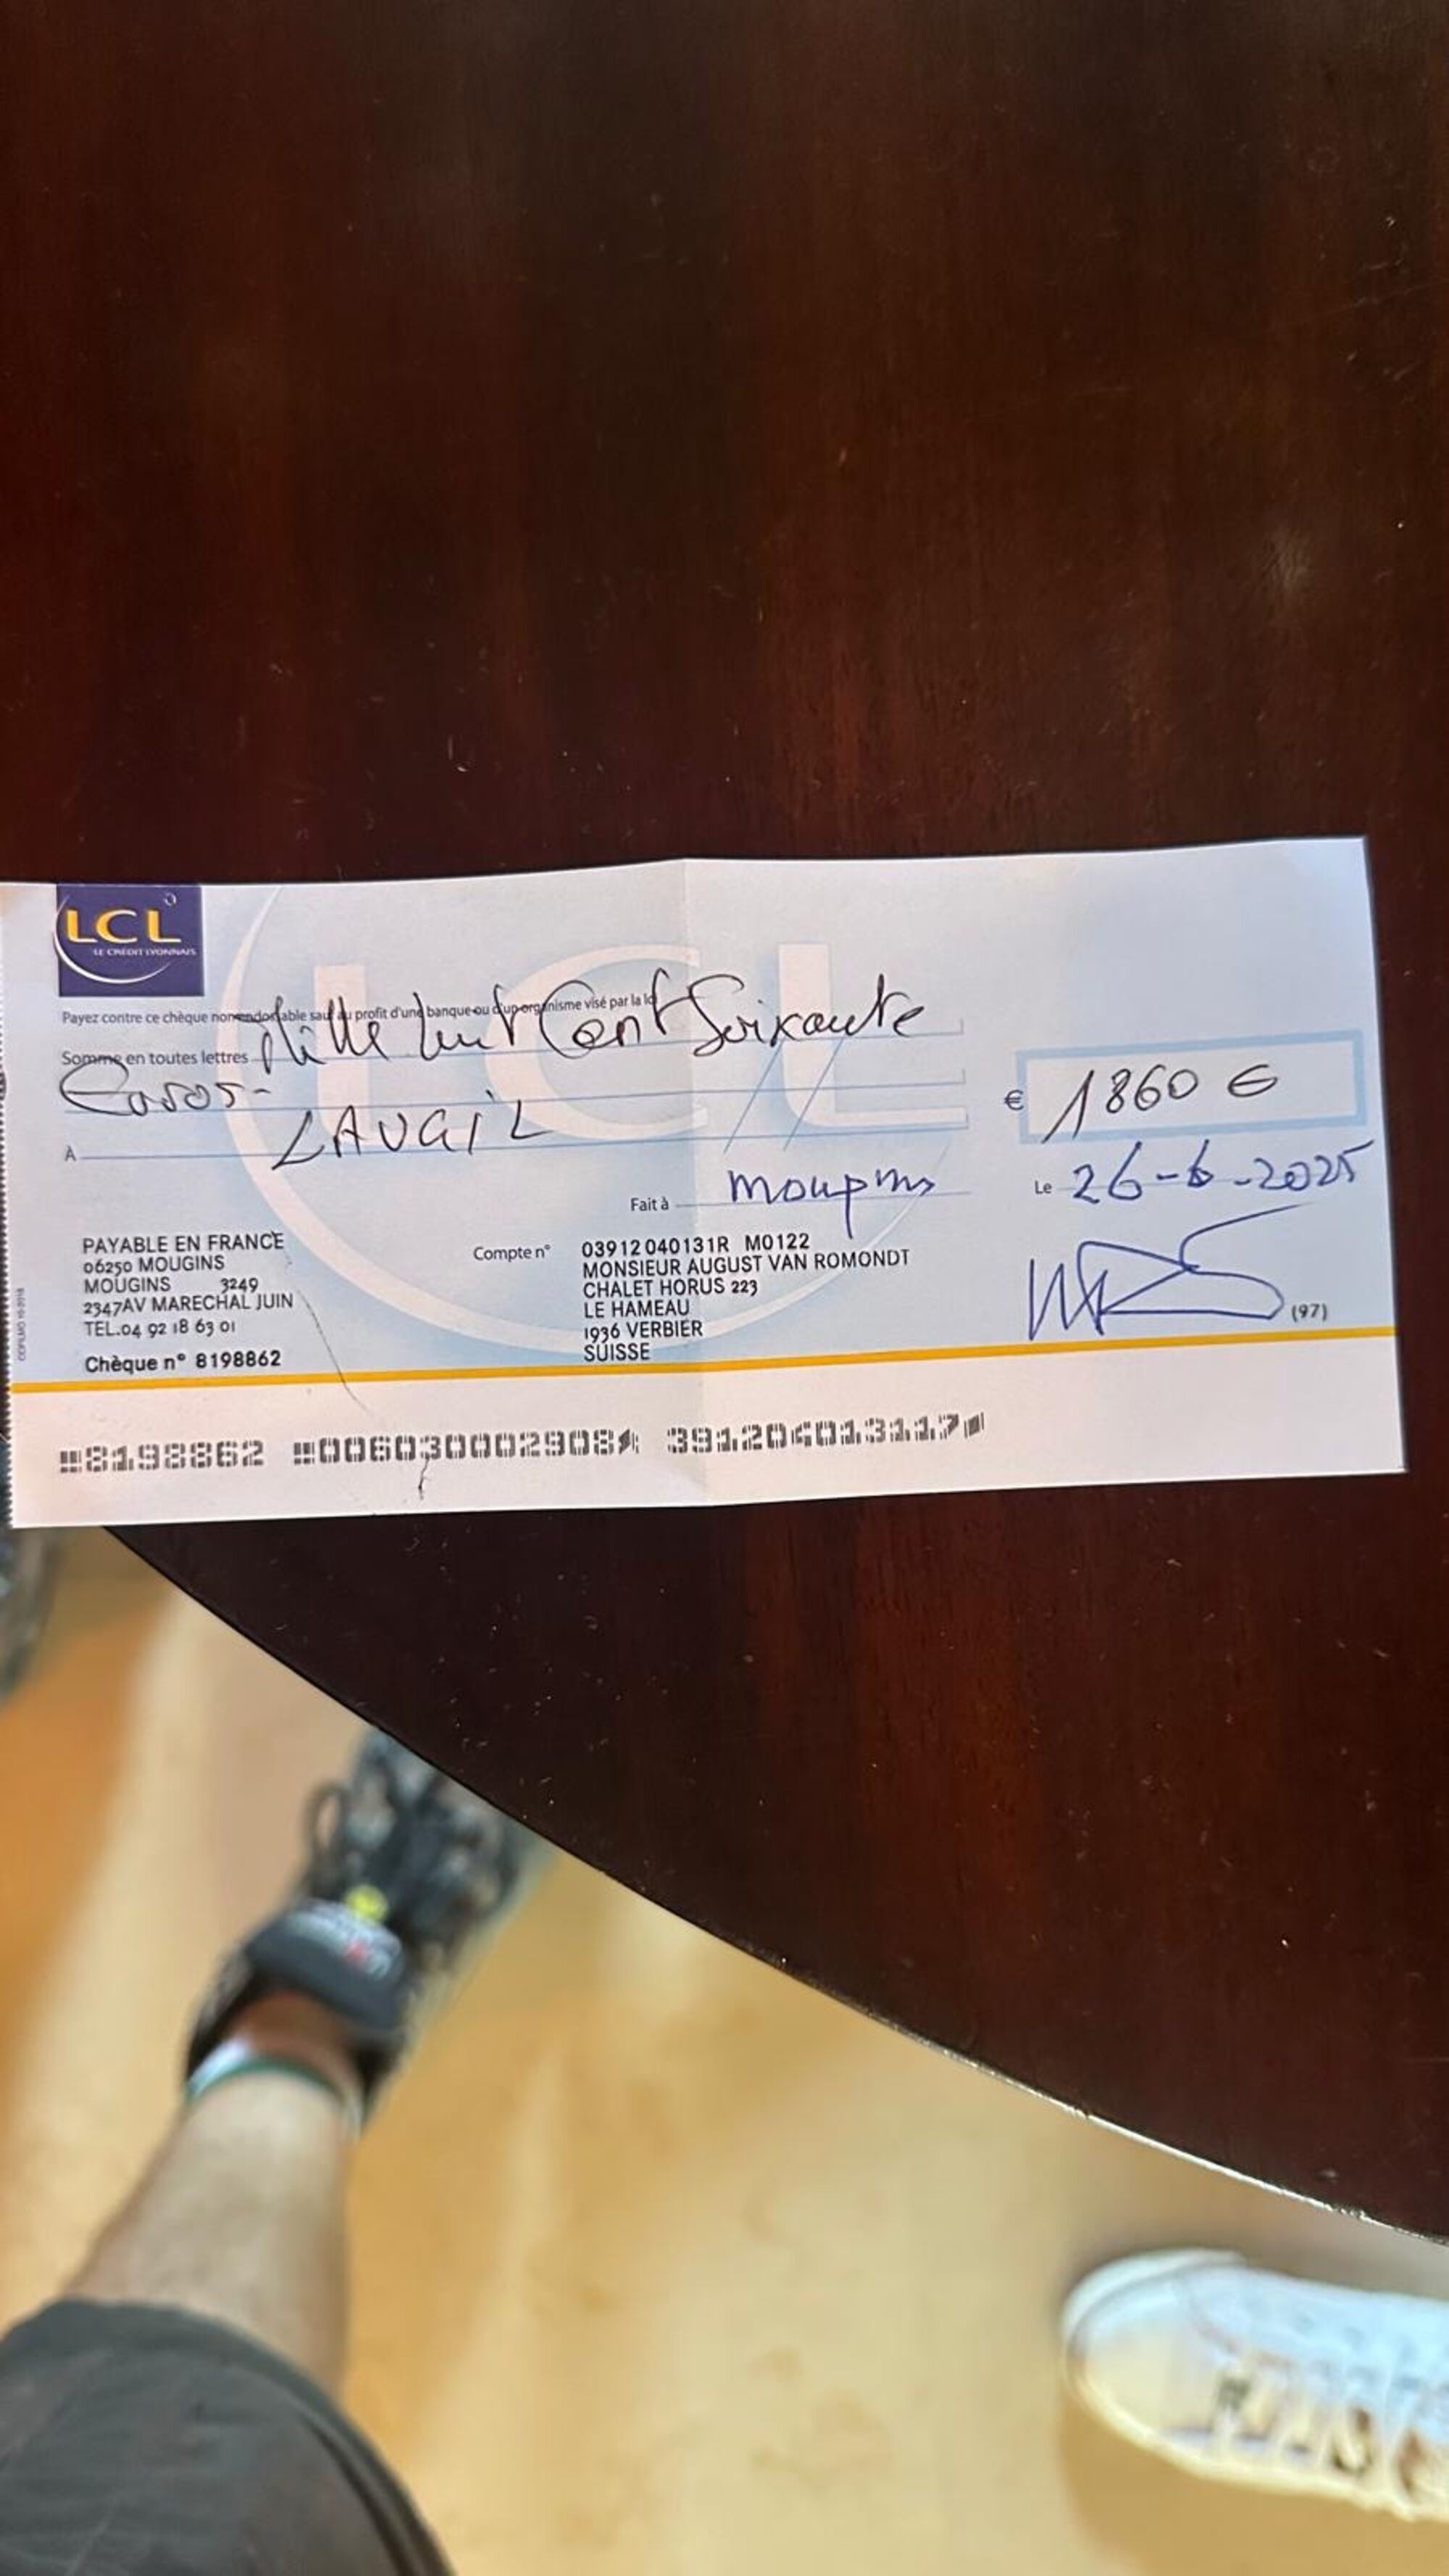 LCL
LE CRÉDIT LYONNAIS
Payez contre ce chèque non endossable sauf au profit d'une banque ou d'un organisme visé par la loi
Somme en toutes lettres Mille huit Cent Soixante
Euros-
€ 1860 €
À LAUGIL
Fait à mougins
Le 26-6-2025
PAYABLE EN FRANCE
06250 MOUGINS
MOUGINS 3249
2347AV MARECHAL JUIN
TEL.04 92 18 63 01
Chèque n° 8198862
Compte n° 03912 040131R M0122
MONSIEUR AUGUST VAN ROMONDT
CHALET HORUS 223
LE HAMEAU
1936 VERBIER
SUISSE
(97)
8198862 006030002908 391204013117